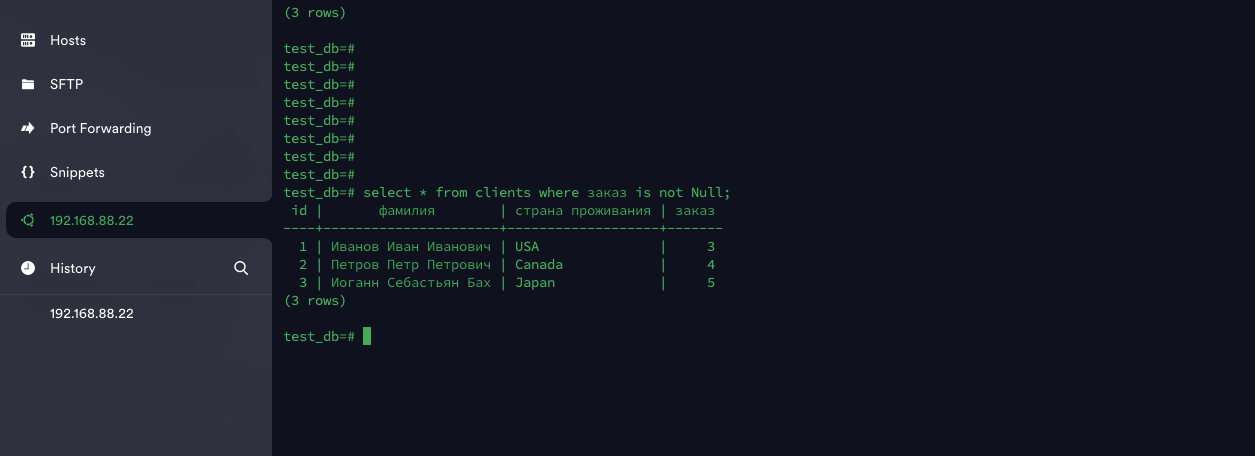 Hosts
SFTP
Port Forwarding
Snippets
192.168.88.22
History
192.168.88.22
(3 rows)
test_db=#
test_db=#
test_db=#
test_db=#
test_db=#
test_db=#
test_db=#
test_db=#
test_db=# select * from clients where заказ is not Null;
 id |       фамилия        | страна проживания | заказ
----+----------------------+-------------------+-------
  1 | Иванов Иван Иванович | USA               |     3
  2 | Петров Петр Петрович | Canada            |     4
  3 | Иоганн Себастьян Бах | Japan             |     5
(3 rows)
test_db=#